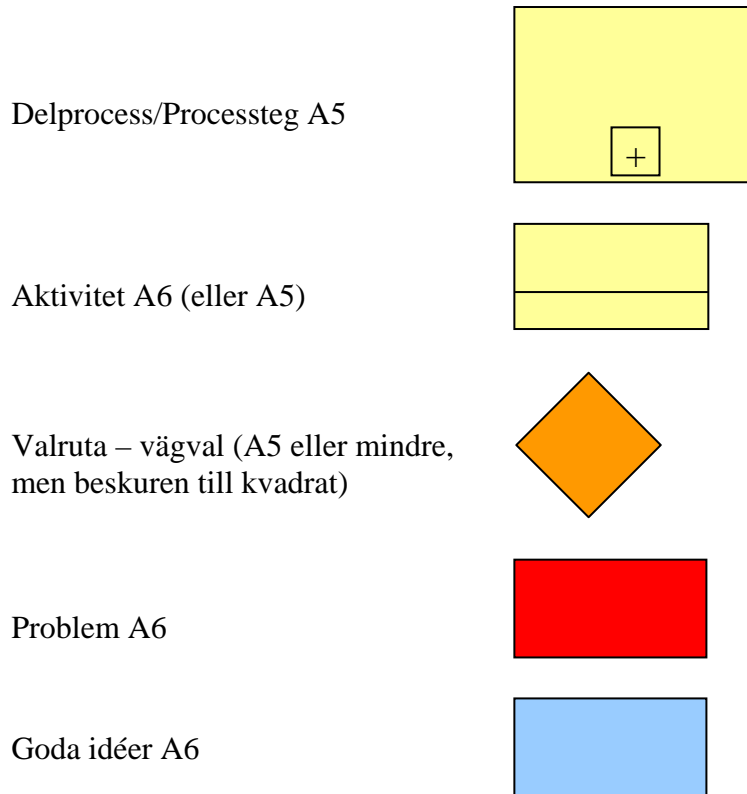 Delprocess/Processteg A5
+
Aktivitet A6 (eller A5)
Valruta – vägval (A5 eller mindre,
men beskuren till kvadrat)
Problem A6
Goda idéer A6